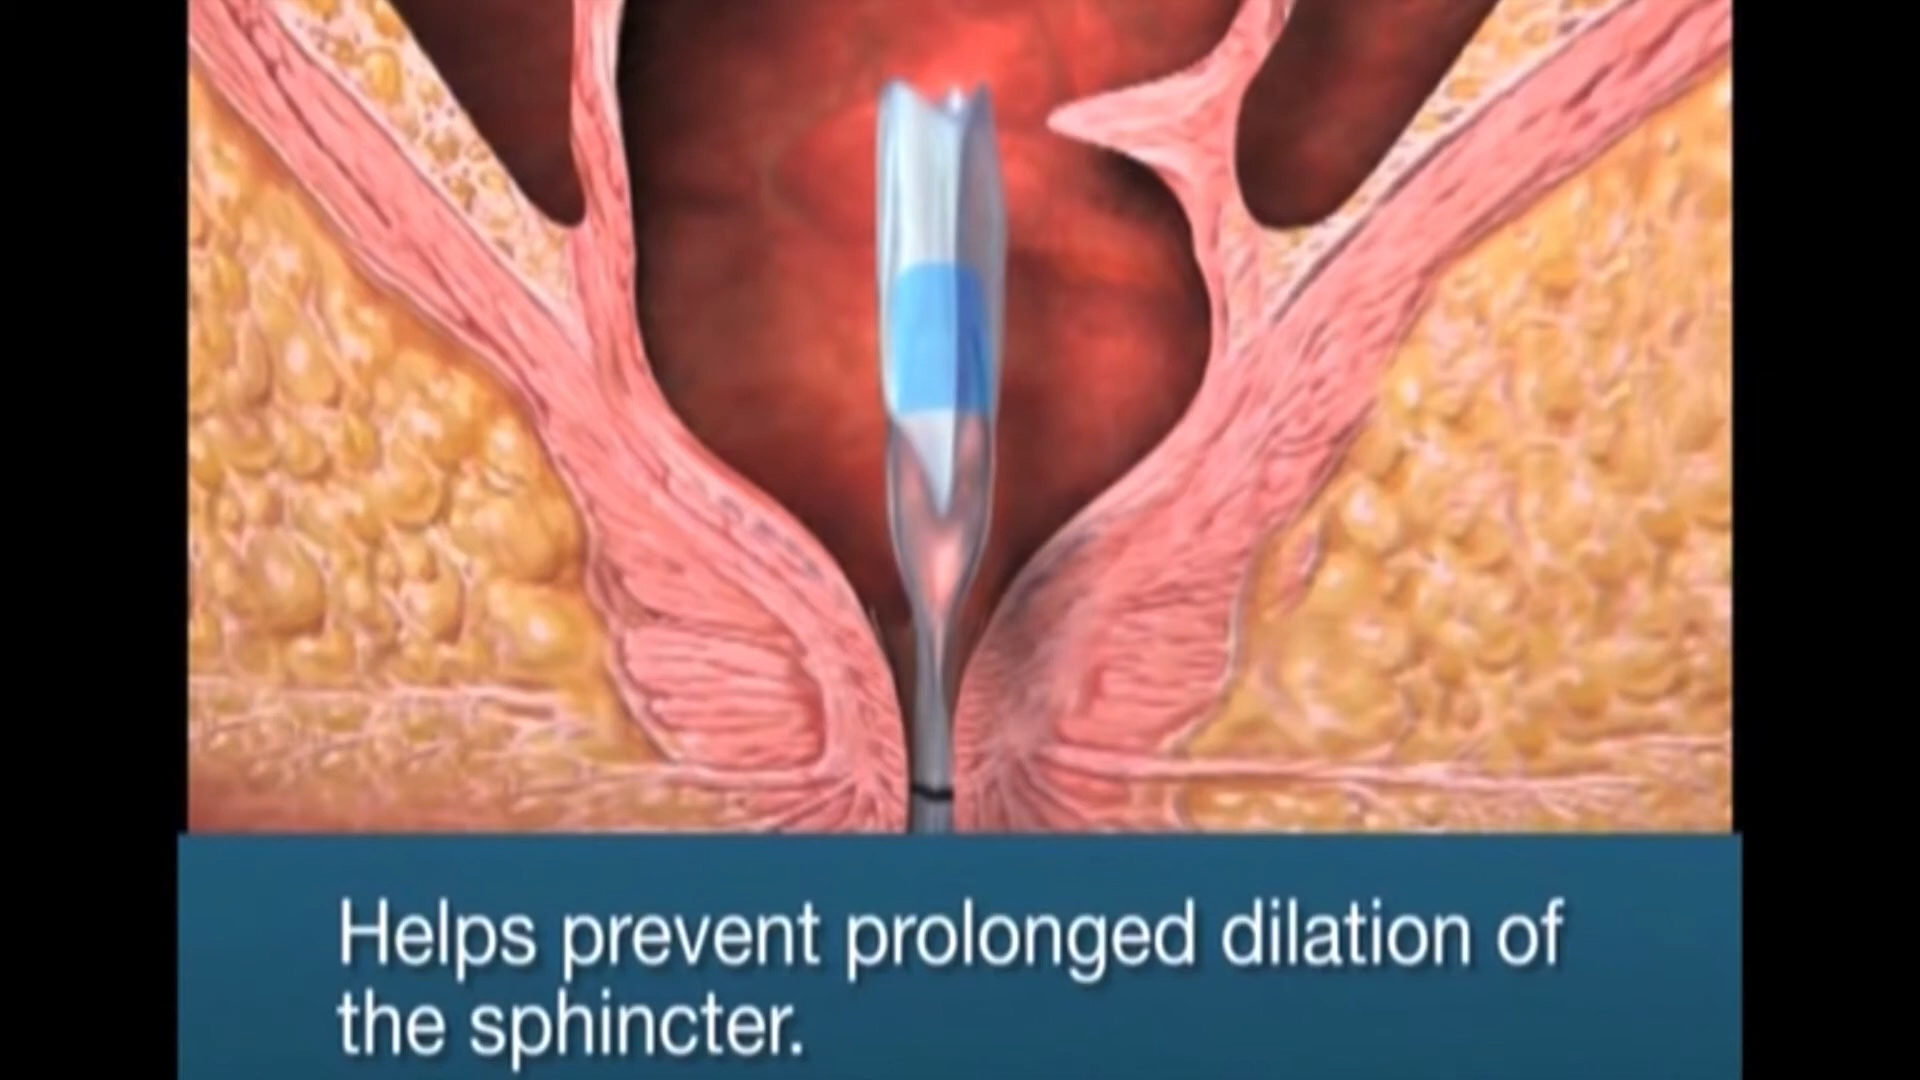 Helps prevent prolonged dilation of
the sphincter.